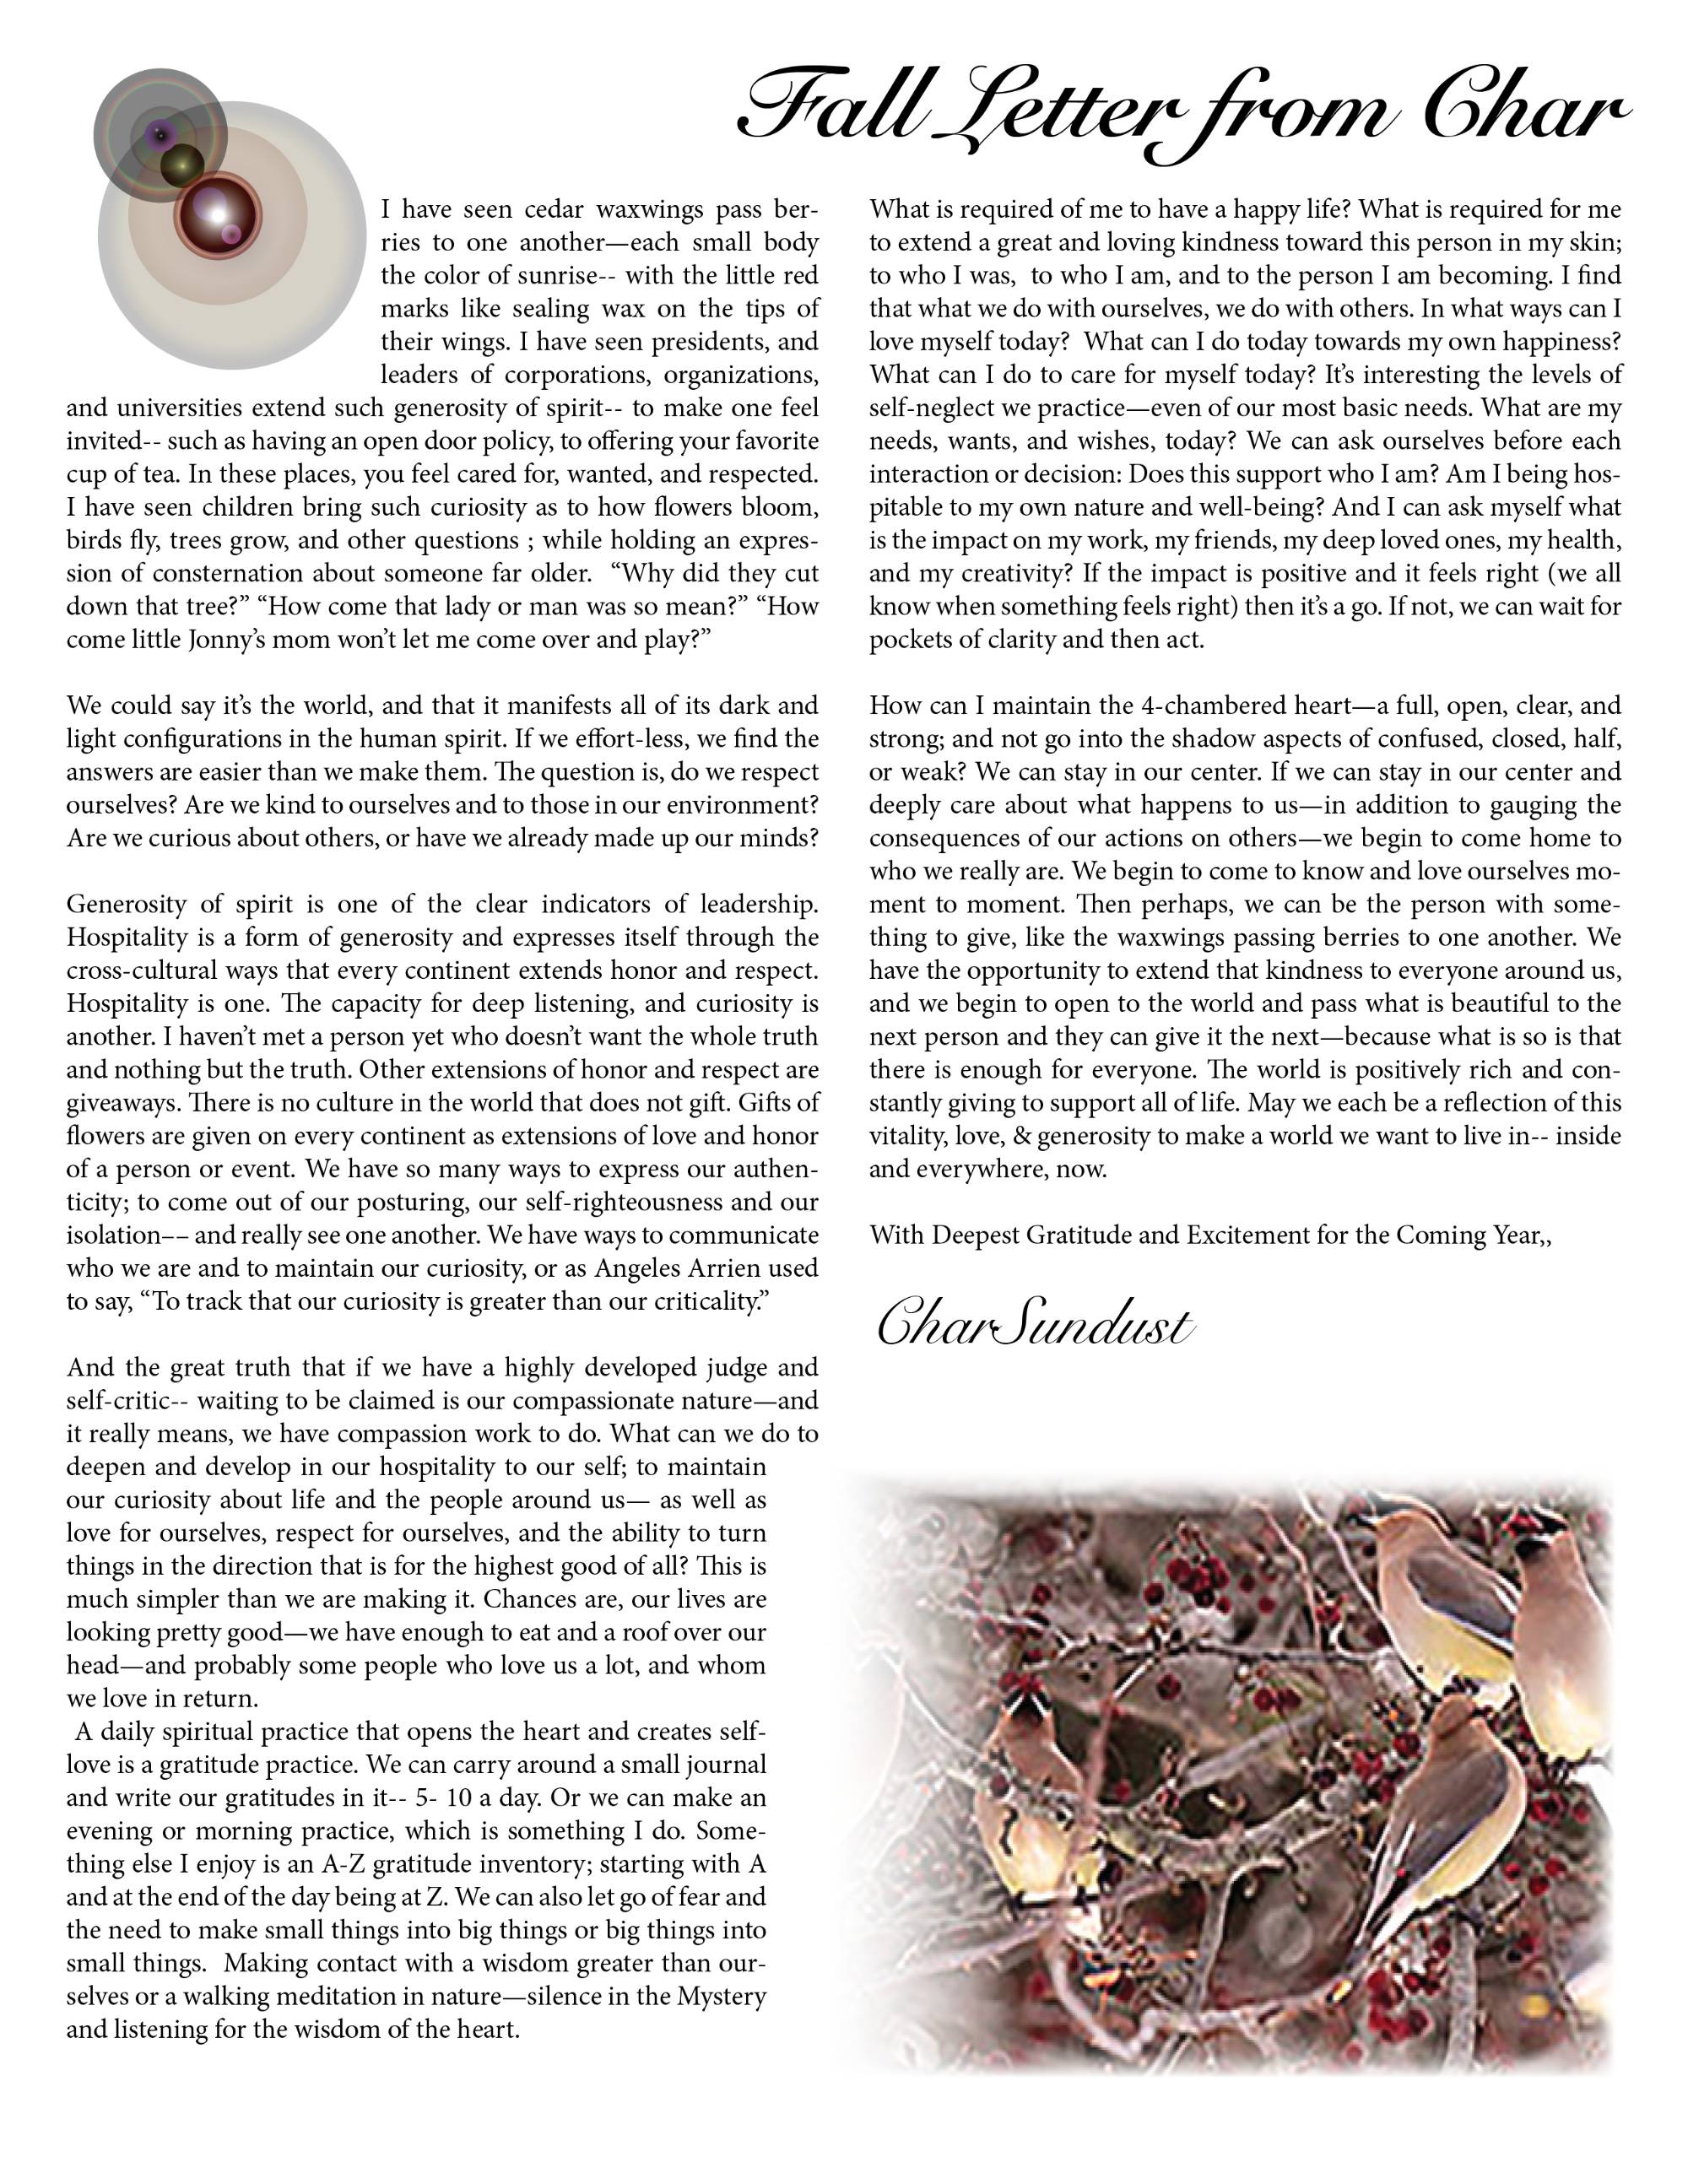 Fall Letter from Char
I have seen cedar waxwings pass ber-
ries to one another—each small body
the color of sunrise-- with the little red
marks like sealing wax on the tips of
their wings. I have seen presidents, and
leaders of corporations, organizations,
and universities extend such generosity of spirit-- to make one feel
invited-- such as having an open door policy, to offering your favorite
cup of tea. In these places, you feel cared for, wanted, and respected.
I have seen children bring such curiosity as to how flowers bloom,
birds fly, trees grow, and other questions ; while holding an expres-
sion of consternation about someone far older.  “Why did they cut
down that tree?” “How come that lady or man was so mean?” “How
come little Jonny’s mom won’t let me come over and play?”

We could say it’s the world, and that it manifests all of its dark and
light configurations in the human spirit. If we effort-less, we find the
answers are easier than we make them. The question is, do we respect
ourselves? Are we kind to ourselves and to those in our environment?
Are we curious about others, or have we already made up our minds?

Generosity of spirit is one of the clear indicators of leadership.
Hospitality is a form of generosity and expresses itself through the
cross-cultural ways that every continent extends honor and respect.
Hospitality is one. The capacity for deep listening, and curiosity is
another. I haven’t met a person yet who doesn’t want the whole truth
and nothing but the truth. Other extensions of honor and respect are
giveaways. There is no culture in the world that does not gift. Gifts of
flowers are given on every continent as extensions of love and honor
of a person or event. We have so many ways to express our authen-
ticity; to come out of our posturing, our self-righteousness and our
isolation–– and really see one another. We have ways to communicate
who we are and to maintain our curiosity, or as Angeles Arrien used
to say, “To track that our curiosity is greater than our criticality.”

And the great truth that if we have a highly developed judge and
self-critic-- waiting to be claimed is our compassionate nature—and
it really means, we have compassion work to do. What can we do to
deepen and develop in our hospitality to our self; to maintain
our curiosity about life and the people around us— as well as
love for ourselves, respect for ourselves, and the ability to turn
things in the direction that is for the highest good of all? This is
much simpler than we are making it. Chances are, our lives are
looking pretty good—we have enough to eat and a roof over our
head—and probably some people who love us a lot, and whom
we love in return.
A daily spiritual practice that opens the heart and creates self-
love is a gratitude practice. We can carry around a small journal
and write our gratitudes in it-- 5- 10 a day. Or we can make an
evening or morning practice, which is something I do. Some-
thing else I enjoy is an A-Z gratitude inventory; starting with A
and at the end of the day being at Z. We can also let go of fear and
the need to make small things into big things or big things into
small things.  Making contact with a wisdom greater than our-
selves or a walking meditation in nature—silence in the Mystery
and listening for the wisdom of the heart.

What is required of me to have a happy life? What is required for me
to extend a great and loving kindness toward this person in my skin;
to who I was,  to who I am, and to the person I am becoming. I find
that what we do with ourselves, we do with others. In what ways can I
love myself today?  What can I do today towards my own happiness?
What can I do to care for myself today? It’s interesting the levels of
self-neglect we practice—even of our most basic needs. What are my
needs, wants, and wishes, today? We can ask ourselves before each
interaction or decision: Does this support who I am? Am I being hos-
pitable to my own nature and well-being? And I can ask myself what
is the impact on my work, my friends, my deep loved ones, my health,
and my creativity? If the impact is positive and it feels right (we all
know when something feels right) then it’s a go. If not, we can wait for
pockets of clarity and then act.

How can I maintain the 4-chambered heart—a full, open, clear, and
strong; and not go into the shadow aspects of confused, closed, half,
or weak? We can stay in our center. If we can stay in our center and
deeply care about what happens to us—in addition to gauging the
consequences of our actions on others—we begin to come home to
who we really are. We begin to come to know and love ourselves mo-
ment to moment. Then perhaps, we can be the person with some-
thing to give, like the waxwings passing berries to one another. We
have the opportunity to extend that kindness to everyone around us,
and we begin to open to the world and pass what is beautiful to the
next person and they can give it the next—because what is so is that
there is enough for everyone. The world is positively rich and con-
stantly giving to support all of life. May we each be a reflection of this
vitality, love, & generosity to make a world we want to live in-- inside
and everywhere, now.

With Deepest Gratitude and Excitement for the Coming Year,,

CharSundust